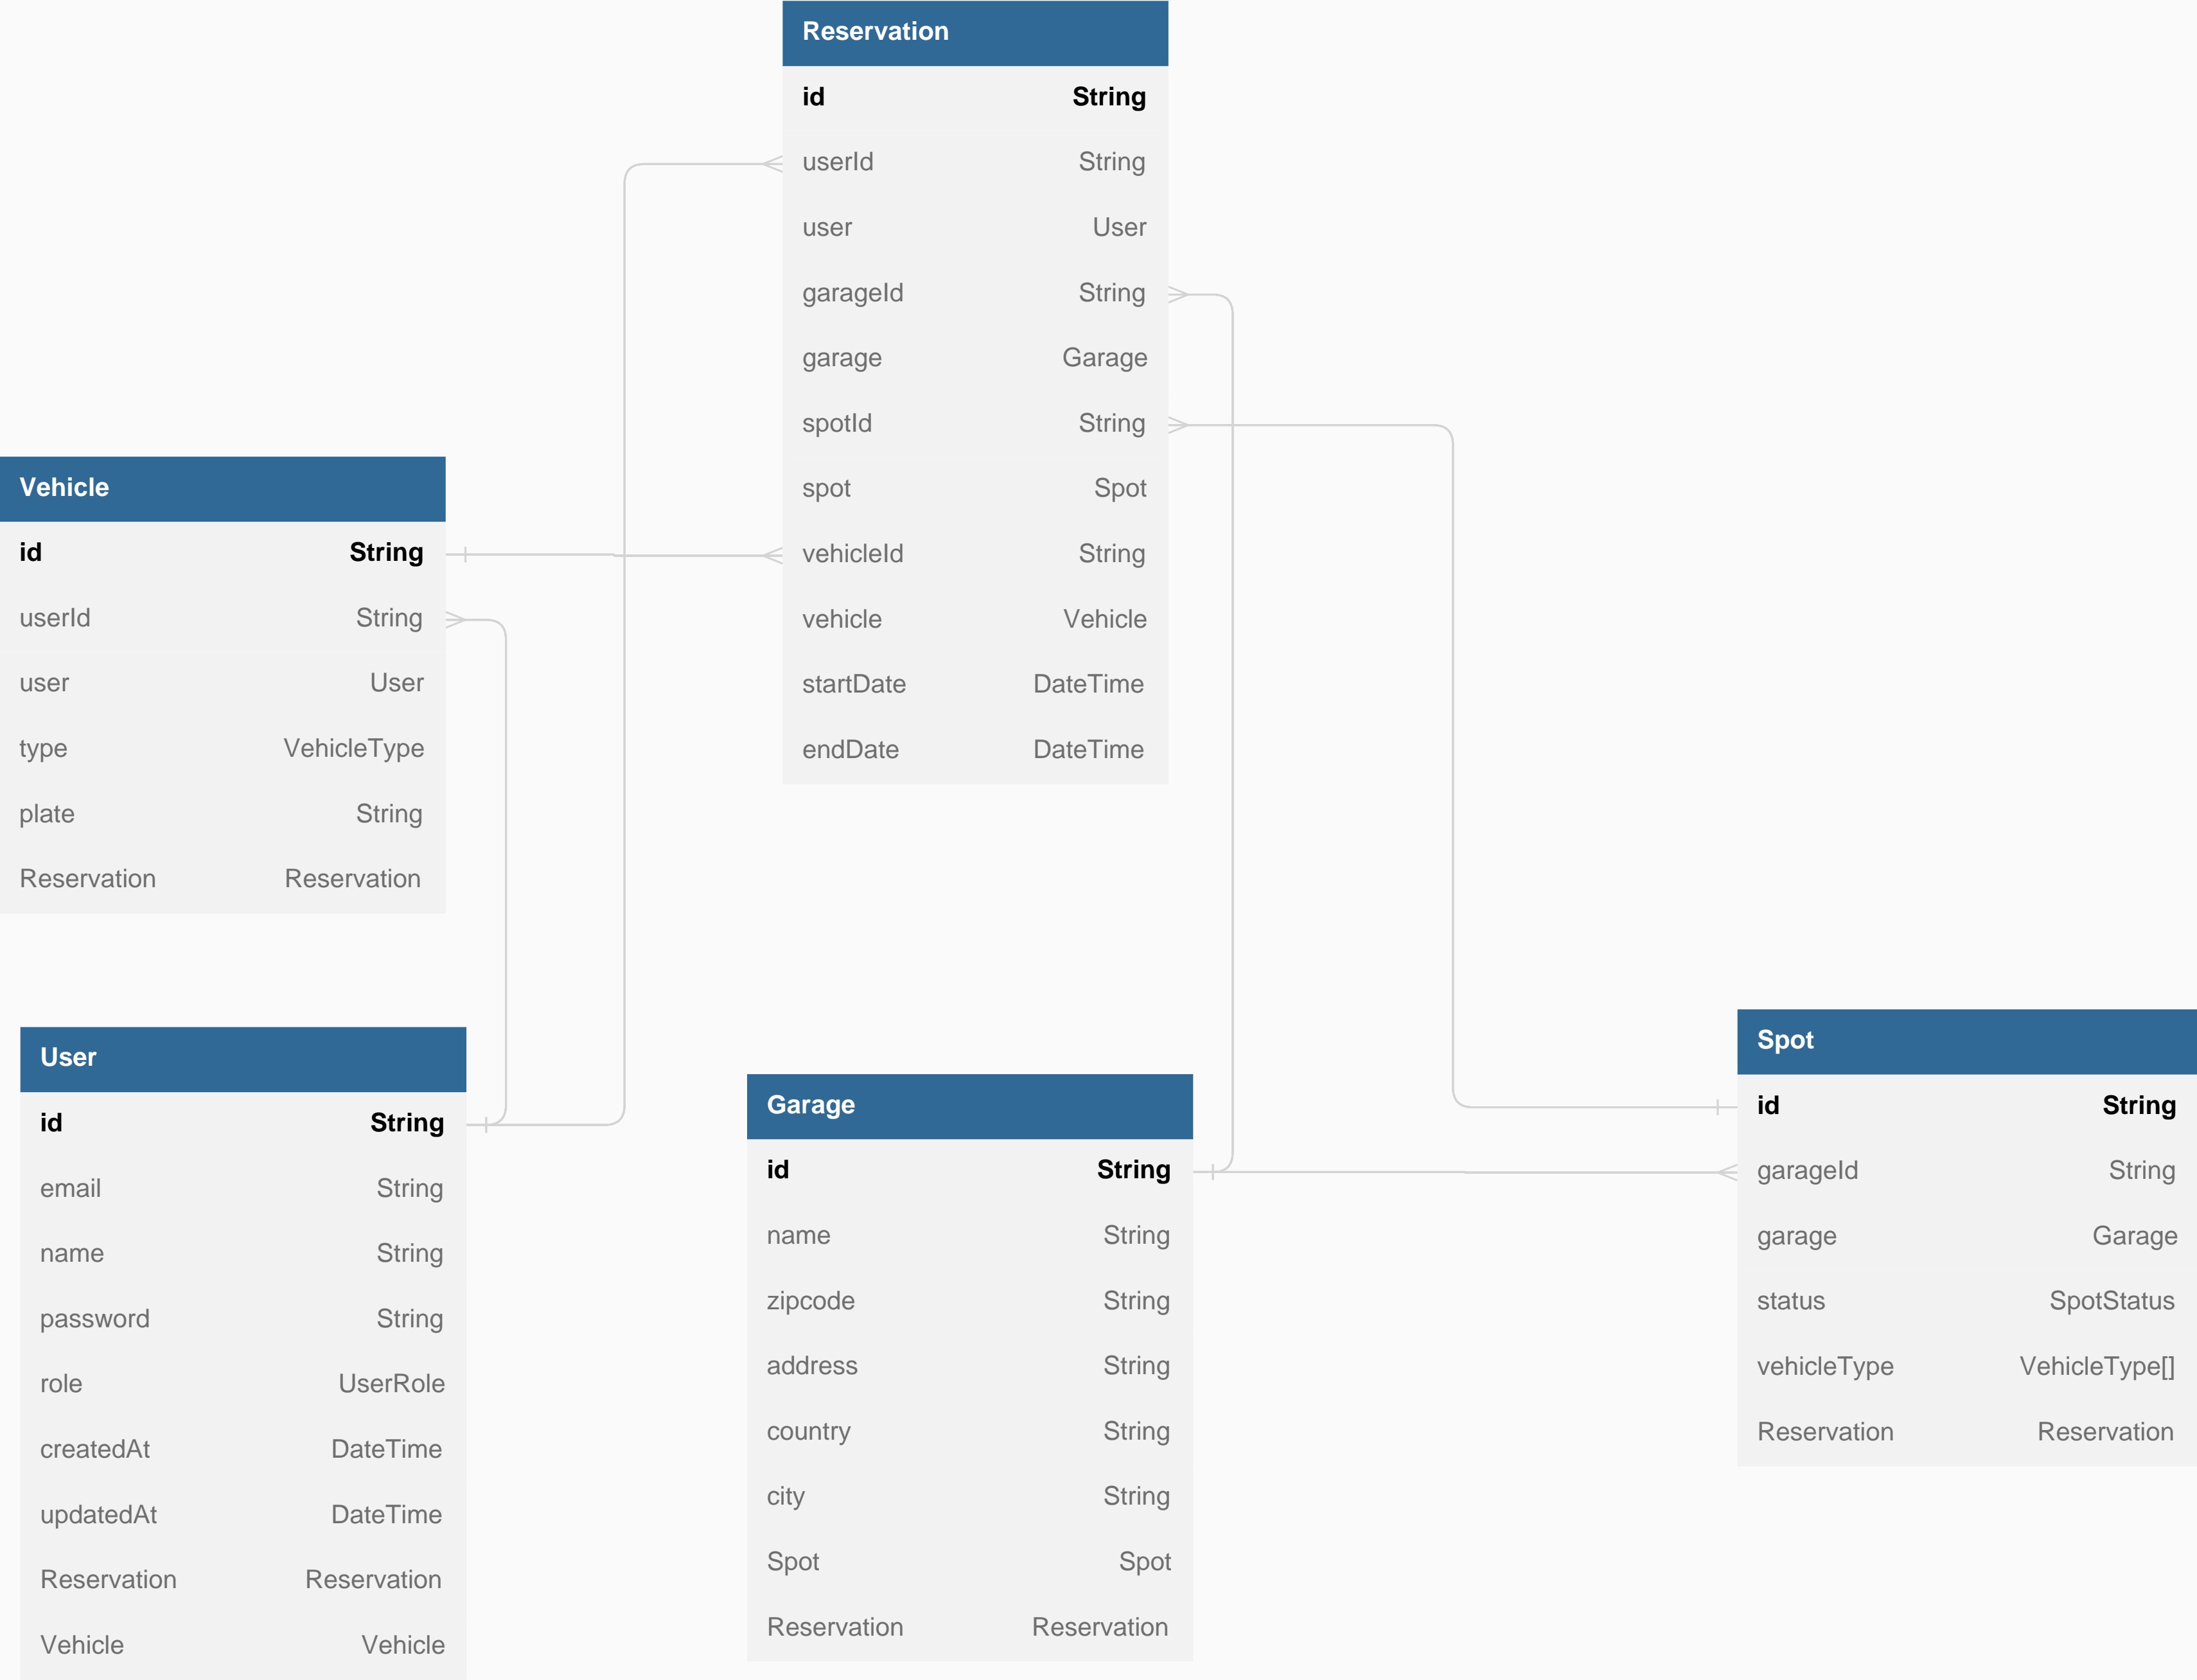 Reservation
id String
userId String
user User
garageId String
garage Garage
spotId String
spot Spot
vehicleId String
vehicle Vehicle
startDate DateTime
endDate DateTime
Vehicle
id String
userId String
user User
type VehicleType
plate String
Reservation Reservation
User
id String
email String
name String
password String
role UserRole
createdAt DateTime
updatedAt DateTime
Reservation Reservation
Vehicle Vehicle
Garage
id String
name String
zipcode String
address String
country String
city String
Spot Spot
Reservation Reservation
Spot
id String
garageId String
garage Garage
status SpotStatus
vehicleType VehicleType[]
Reservation Reservation